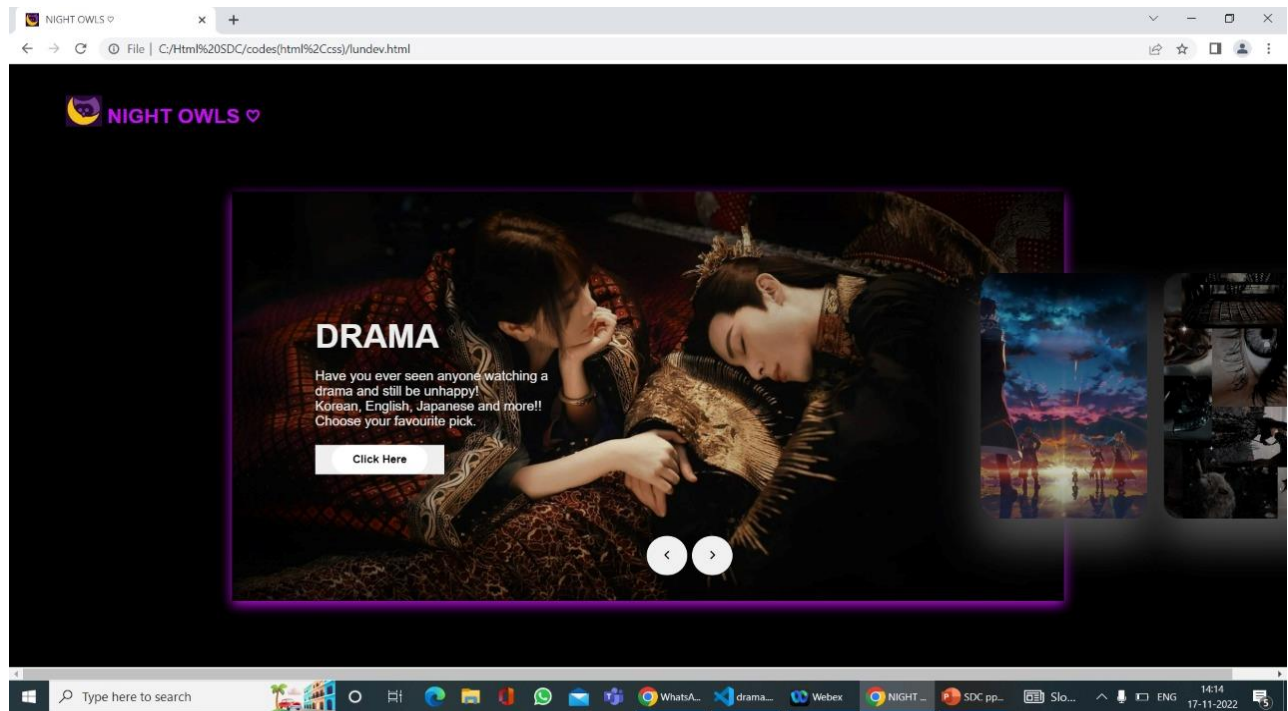 NIGHT OWLS ♡
File | C:/Html%20SDC/codes(html%2Ccss)/lundev.html
NIGHT OWLS ♡
DRAMA
Have you ever seen anyone watching a
drama and still be unhappy!
Korean, English, Japanese and more!!
Choose your favourite pick.
Click Here
Type here to search
WhatsA...
drama...
Webex
NIGHT ...
SDC pp...
Slo...
ENG
14:14
17-11-2022
5